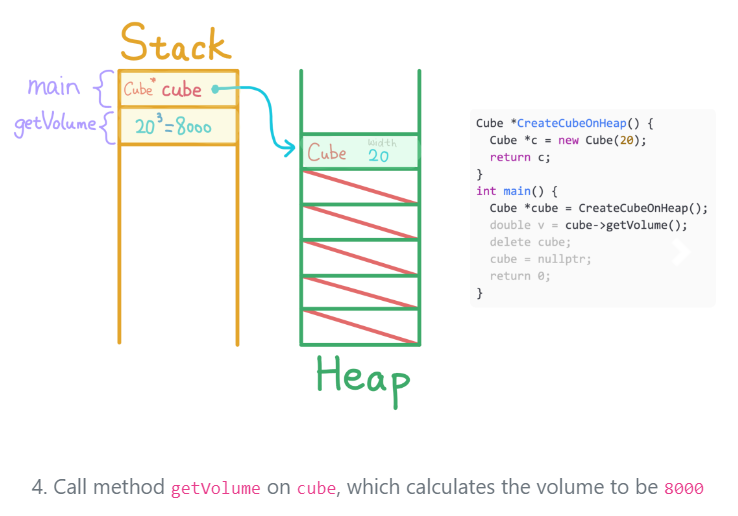 Stack
main { Cube* cube
getVolume { 20³=8000
Cube width 20
Heap
Cube *CreateCubeOnHeap() {
  Cube *c = new Cube(20);
  return c;
}
int main() {
  Cube *cube = CreateCubeOnHeap();
  double v = cube->getVolume();
  delete cube;
  cube = nullptr;
  return 0;
}
4. Call method getVolume on cube, which calculates the volume to be 8000